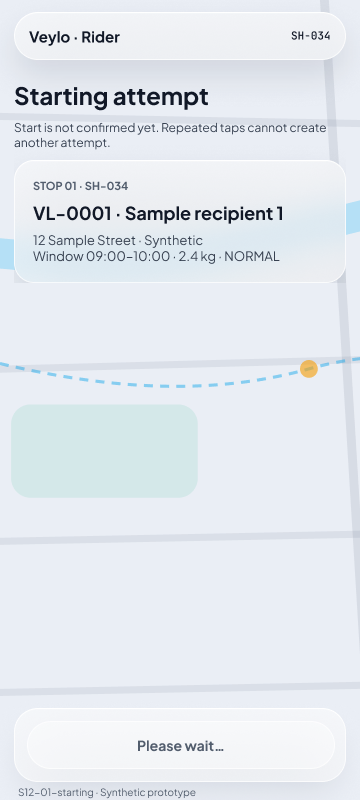 Veylo · Rider
SH-034
Starting attempt
Start is not confirmed yet. Repeated taps cannot create
another attempt.
STOP 01 · SH-034
VL-0001 · Sample recipient 1
12 Sample Street · Synthetic
Window 09:00–10:00 · 2.4 kg · NORMAL
Please wait…
S12-01-starting · Synthetic prototype